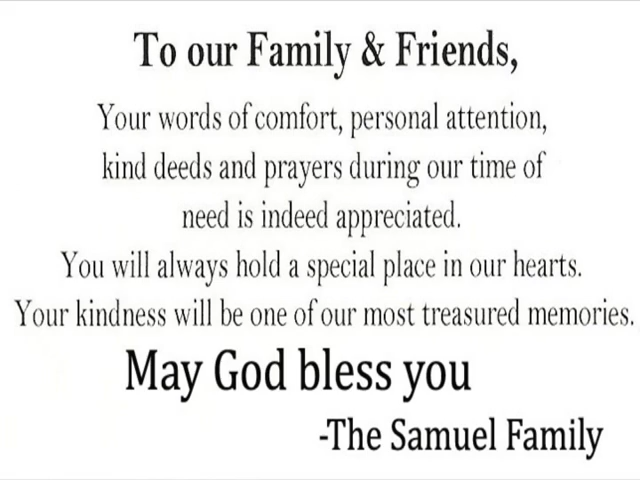 To our Family & Friends,
Your words of comfort, personal attention,
kind deeds and prayers during our time of
need is indeed appreciated.
You will always hold a special place in our hearts.
Your kindness will be one of our most treasured memories.
May God bless you
-The Samuel Family